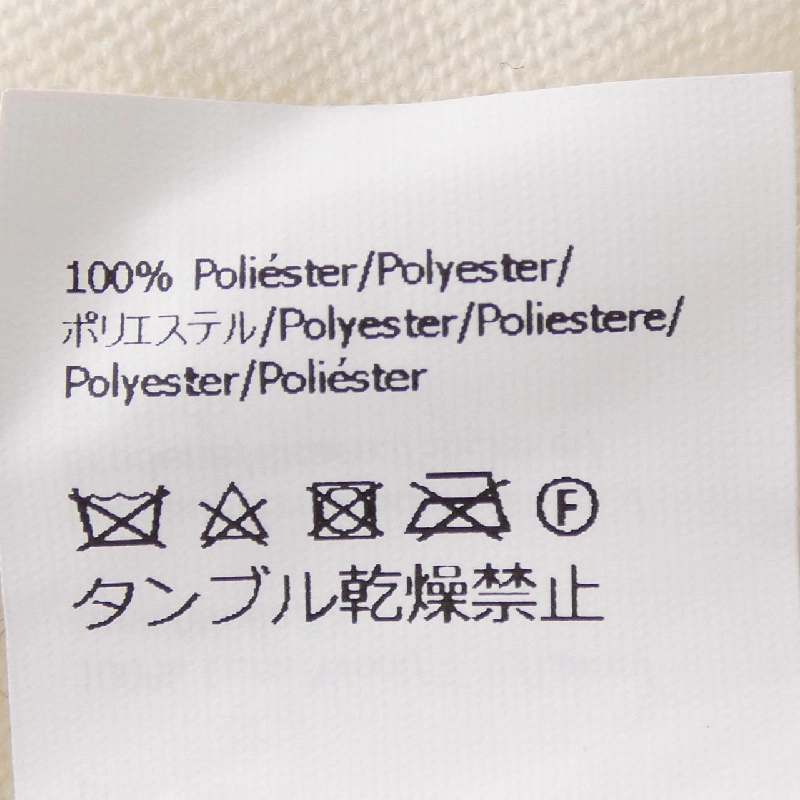 100% Poliéster/Polyester/
ポリエステル/Polyester/Poliestere/
Polyester/Poliéster
F
タンブル乾燥禁止